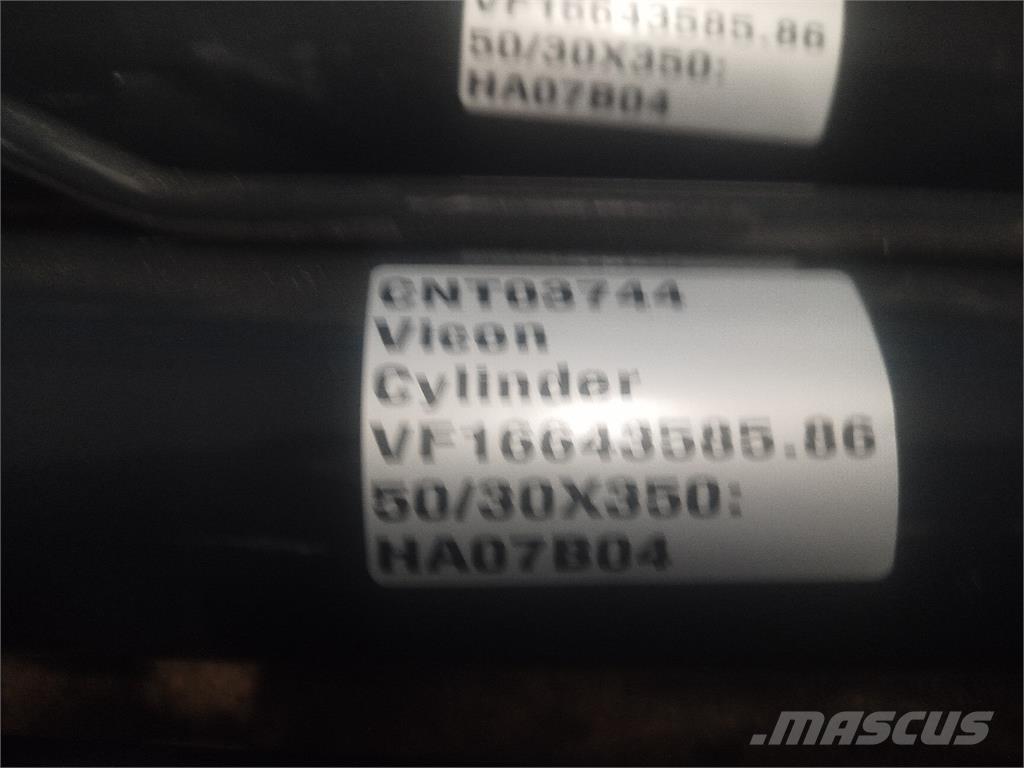 VF16643585.86
50/30X350:
HA07B04
CNT03744
Vicon
Cylinder
VF16643585.86
50/30X350:
HA07B04
.MASCUS